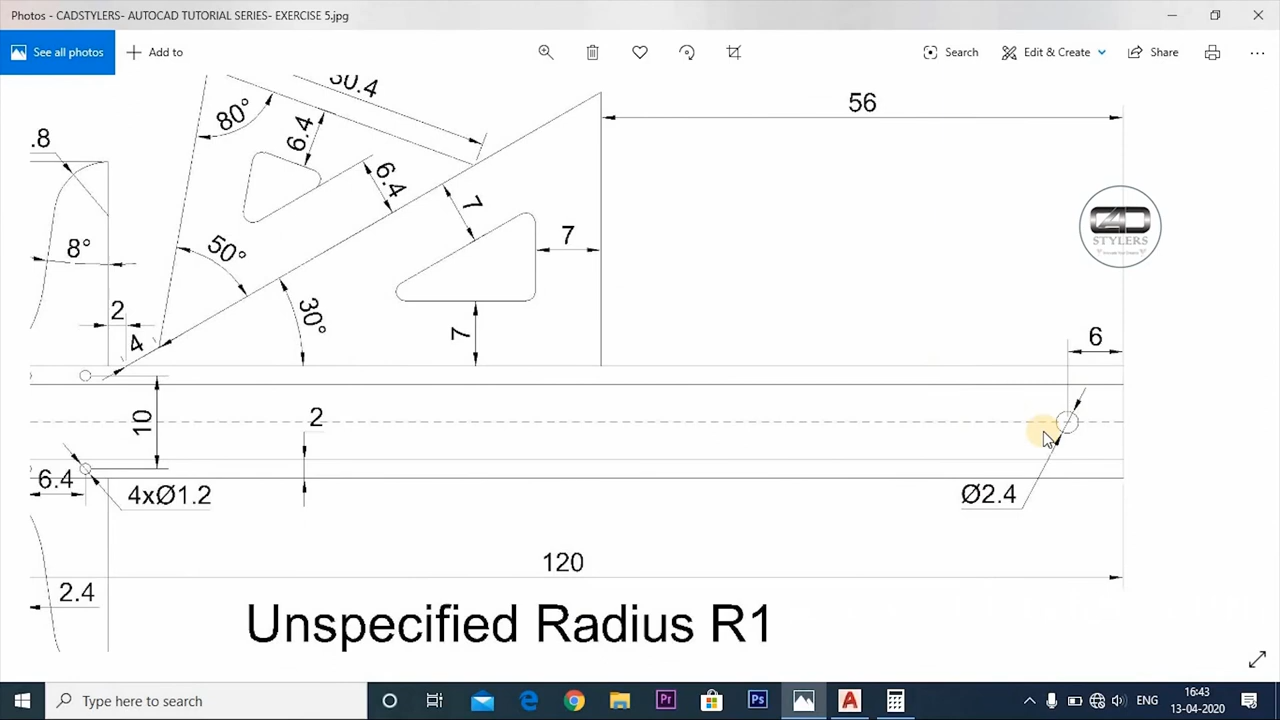 Photos - CADSTYLERS- AUTOCAD TUTORIAL SERIES- EXERCISE 5.jpg
See all photos
Add to
Search
Edit & Create
Share
56
80°
6.4
.8
6.4
7
7
50°
8°
30°
2
4
7
6
STYLERS
10
2
6.4
4xØ1.2
Ø2.4
120
2.4
Unspecified Radius R1
Type here to search
Pr
Ps
ENG
16:43
13-04-2020